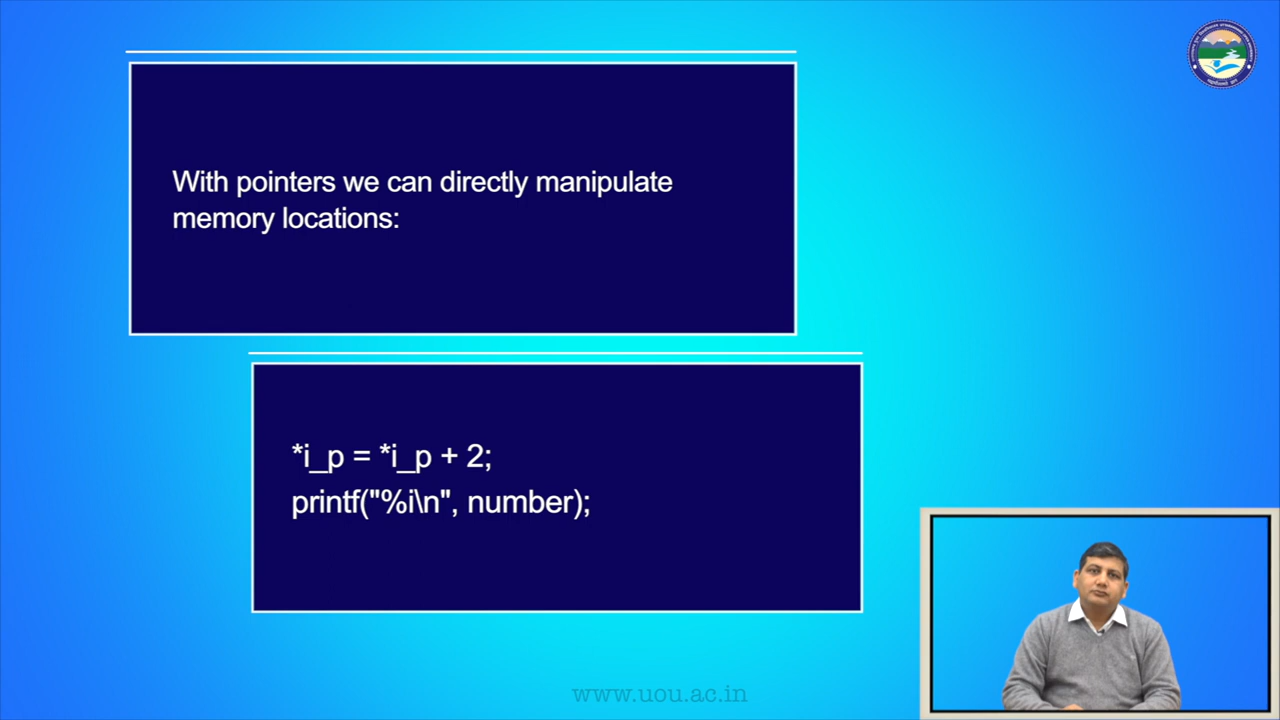 With pointers we can directly manipulate
memory locations:
*i_p = *i_p + 2;
printf("%i\n", number);
www.uou.ac.in